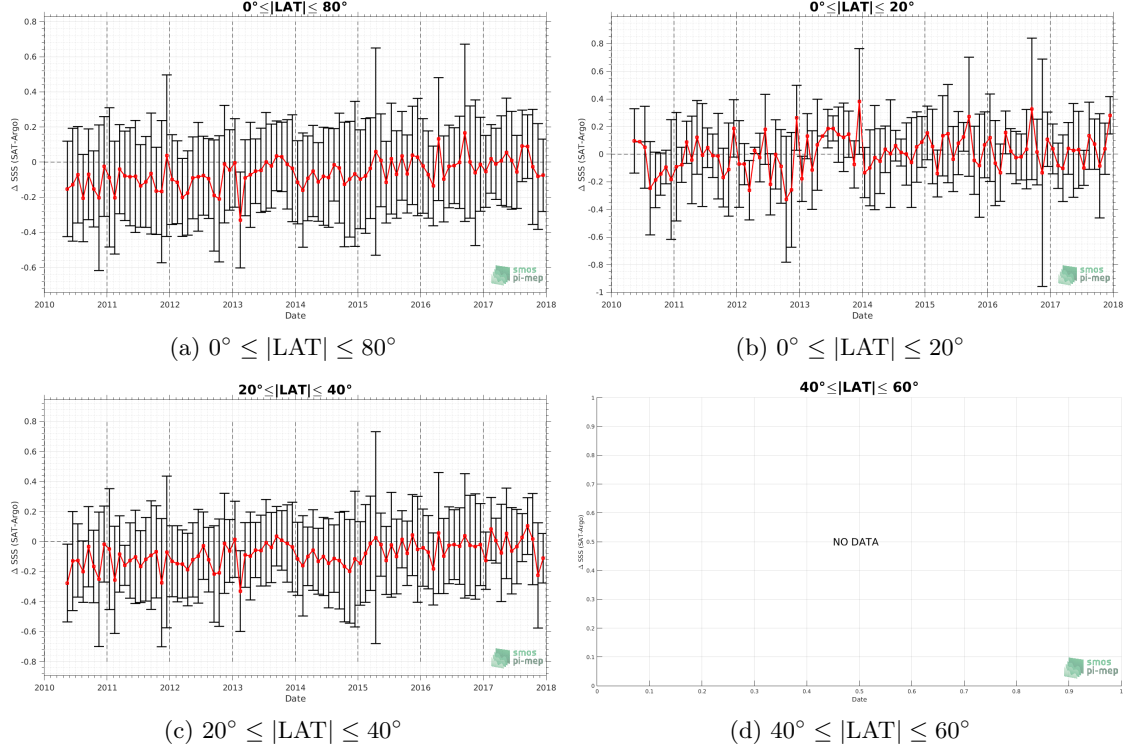 0°≤|LAT|≤ 80°
Δ SSS (SAT-Argo)
0.8
0.6
0.4
0.2
0
-0.2
-0.4
-0.6
2010 2011 2012 2013 2014 2015 2016 2017 2018
Date
smos
pi-mep
(a) 0° ≤ |LAT| ≤ 80°
0°≤|LAT|≤ 20°
Δ SSS (SAT-Argo)
0.8
0.6
0.4
0.2
0
-0.2
-0.4
-0.6
-0.8
-1
2010 2011 2012 2013 2014 2015 2016 2017 2018
Date
smos
pi-mep
(b) 0° ≤ |LAT| ≤ 20°
20°≤|LAT|≤ 40°
Δ SSS (SAT-Argo)
0.8
0.6
0.4
0.2
0
-0.2
-0.4
-0.6
-0.8
2010 2011 2012 2013 2014 2015 2016 2017 2018
Date
smos
pi-mep
(c) 20° ≤ |LAT| ≤ 40°
40°≤|LAT|≤ 60°
Δ SSS (SAT-Argo)
1
0.9
0.8
0.7
0.6
0.5
0.4
0.3
0.2
0.1
0
NO DATA
0 0.1 0.2 0.3 0.4 0.5 0.6 0.7 0.8 0.9 1
Date
smos
pi-mep
(d) 40° ≤ |LAT| ≤ 60°